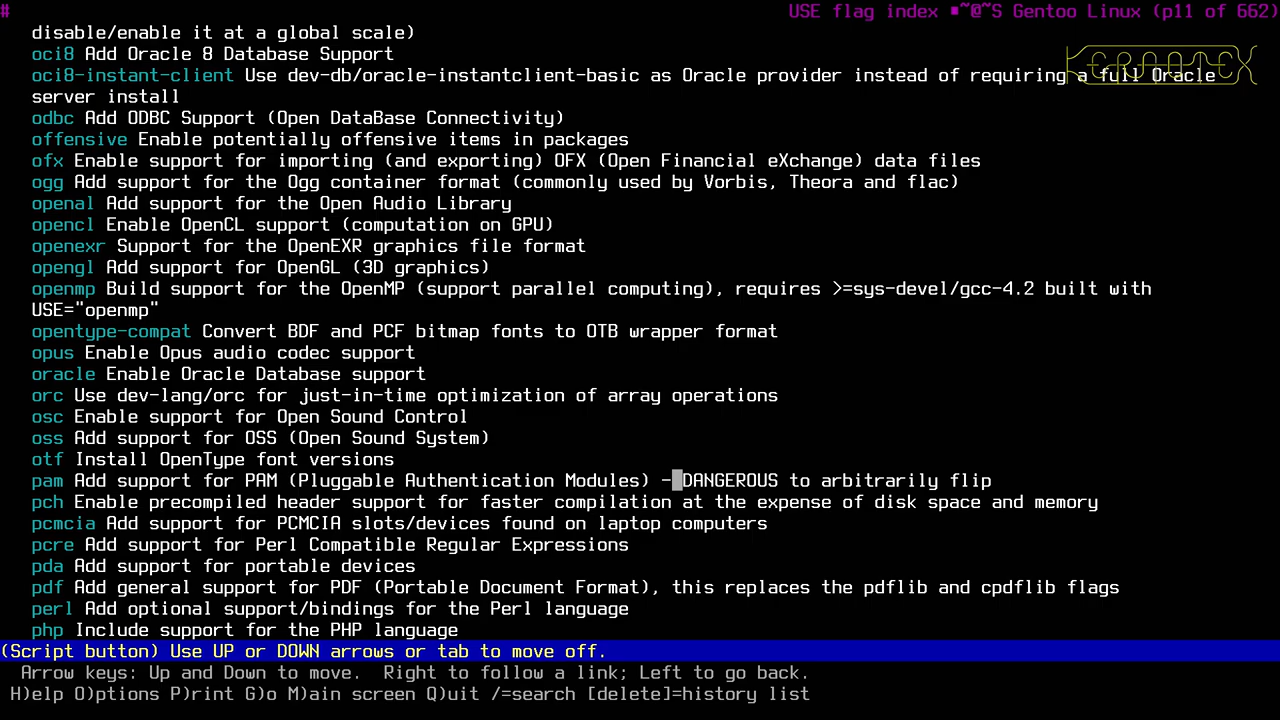 # USE flag index ▪~@~S Gentoo Linux (p11 of 662)
disable/enable it at a global scale)
oci8 Add Oracle 8 Database Support
oci8-instant-client Use dev-db/oracle-instantclient-basic as Oracle provider instead of requiring a full Oracle
server install
KERNOTEX
odbc Add ODBC Support (Open DataBase Connectivity)
offensive Enable potentially offensive items in packages
ofx Enable support for importing (and exporting) OFX (Open Financial eXchange) data files
ogg Add support for the Ogg container format (commonly used by Vorbis, Theora and flac)
openal Add support for the Open Audio Library
opencl Enable OpenCL support (computation on GPU)
openexr Support for the OpenEXR graphics file format
opengl Add support for OpenGL (3D graphics)
openmp Build support for the OpenMP (support parallel computing), requires >=sys-devel/gcc-4.2 built with
USE="openmp"
opentype-compat Convert BDF and PCF bitmap fonts to OTB wrapper format
opus Enable Opus audio codec support
oracle Enable Oracle Database support
orc Use dev-lang/orc for just-in-time optimization of array operations
osc Enable support for Open Sound Control
oss Add support for OSS (Open Sound System)
otf Install OpenType font versions
pam Add support for PAM (Pluggable Authentication Modules) - DANGEROUS to arbitrarily flip
pch Enable precompiled header support for faster compilation at the expense of disk space and memory
pcmcia Add support for PCMCIA slots/devices found on laptop computers
pcre Add support for Perl Compatible Regular Expressions
pda Add support for portable devices
pdf Add general support for PDF (Portable Document Format), this replaces the pdflib and cpdflib flags
perl Add optional support/bindings for the Perl language
php Include support for the PHP language
(Script button) Use UP or DOWN arrows or tab to move off.
Arrow keys: Up and Down to move. Right to follow a link; Left to go back.
H)elp O)ptions P)rint G)o M)ain screen Q)uit /=search [delete]=history list